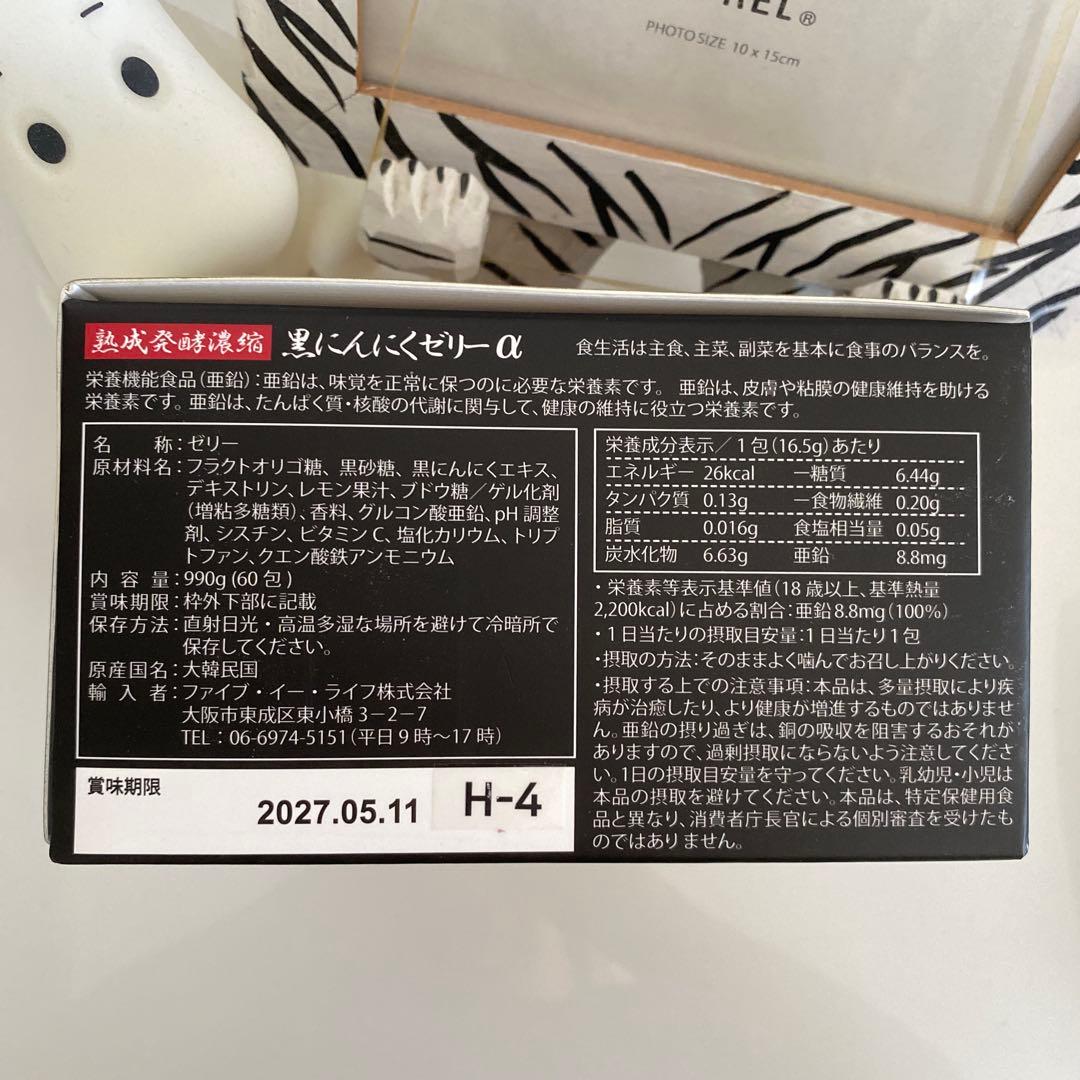 REL®
PHOTO SIZE 10 x 15cm
熟成発酵濃縮 黒にんにくゼリーα
食生活は主食、主菜、副菜を基本に食事のバランスを。
栄養機能食品(亜鉛):亜鉛は、味覚を正常に保つのに必要な栄養素です。 亜鉛は、皮膚や粘膜の健康維持を助ける
栄養素です。亜鉛は、たんぱく質・核酸の代謝に関与して、健康の維持に役立つ栄養素です。
名 称:ゼリー
原材料名:フラクトオリゴ糖、黒砂糖、黒にんにくエキス、
デキストリン、レモン果汁、ブドウ糖/ゲル化剤
(増粘多糖類)、香料、グルコン酸亜鉛、pH調整
剤、シスチン、ビタミンC、塩化カリウム、トリプ
トファン、クエン酸鉄アンモニウム
内 容 量:990g(60包)
賞味期限:枠外下部に記載
保存方法:直射日光・高温多湿な場所を避けて冷暗所で
保存してください。
原産国名:大韓民国
輸 入 者:ファイブ・イー・ライフ株式会社
大阪市東成区東小橋3-2-7
TEL:06-6974-5151(平日9時~17時)
賞味期限
2027.05.11 H-4
栄養成分表示/1包(16.5g)あたり
エネルギー 26kcal 一糖質 6.44g
タンパク質 0.13g 一食物繊維 0.20g
脂質 0.016g 食塩相当量 0.05g
炭水化物 6.63g 亜鉛 8.8mg
・栄養素等表示基準値(18歳以上、基準熱量
2,200kcal)に占める割合:亜鉛8.8mg(100%)
・1日当たりの摂取目安量:1日当たり1包
・摂取の方法:そのままよく噛んでお召し上がりください。
・摂取する上での注意事項:本品は、多量摂取により疾
病が治癒したり、より健康が増進するものではありませ
ん。亜鉛の摂り過ぎは、銅の吸収を阻害するおそれが
ありますので、過剰摂取にならないよう注意してくださ
い。1日の摂取目安量を守ってください。乳幼児・小児は
本品の摂取を避けてください。本品は、特定保健用食
品と異なり、消費者庁長官による個別審査を受けたも
のではありません。